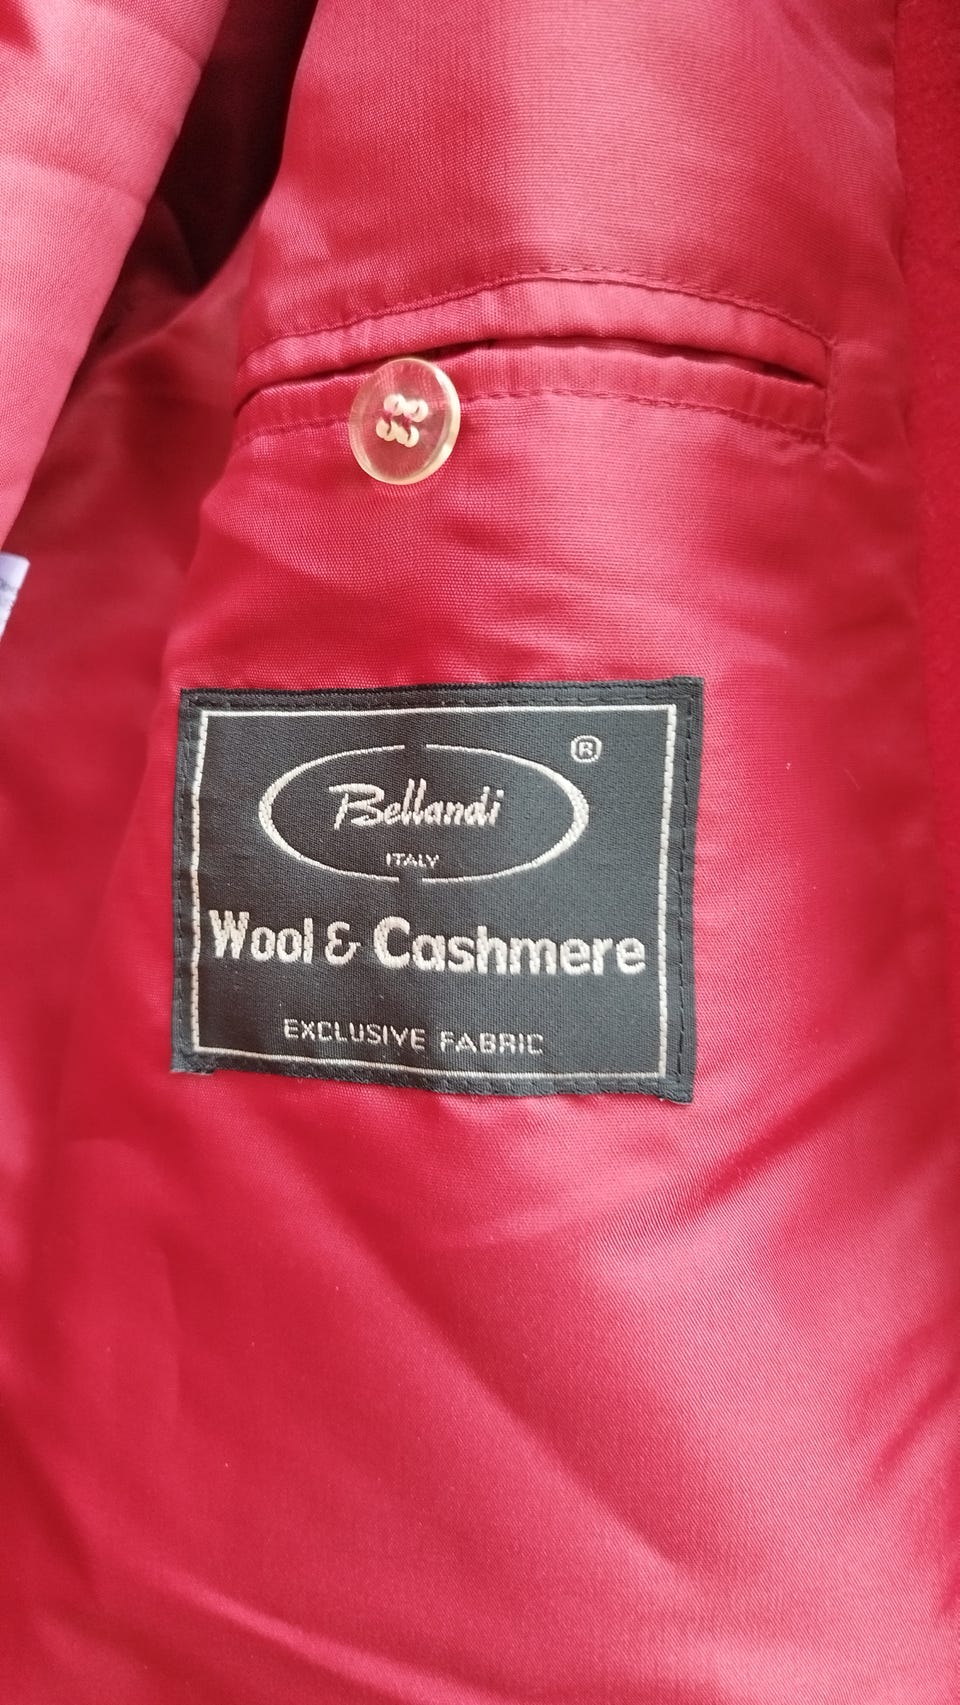 ®
Bellandi
ITALY
Wool & Cashmere
EXCLUSIVE FABRIC